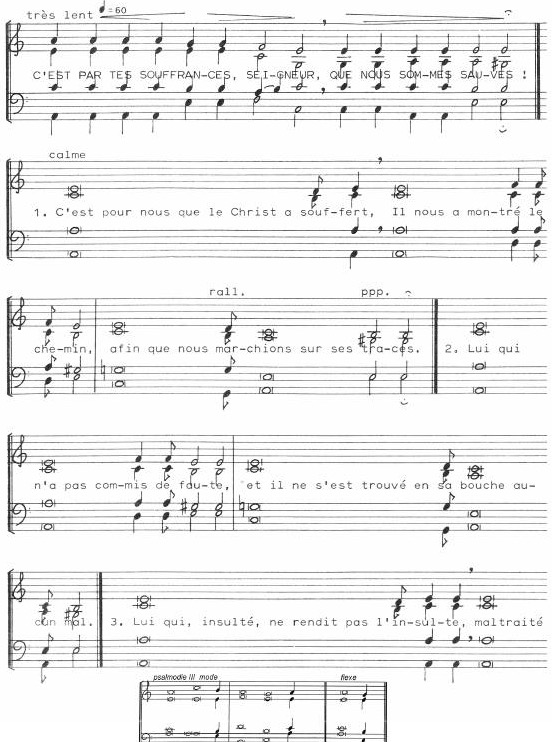 très lent ♩=60
C'EST PAR TES SOUFFRAN-CES, SEI-GNEUR, QUE NOUS SOM-MES SAU-VES !
calme
1. C'est pour nous que le Christ a souf-fert, Il nous a mon-tré le
rall. ppp.
che-min, afin que nous mar-chions sur ses tra-ces. 2. Lui qui
n'a pas com-mis de fau-te, et il ne s'est trouvé en sa bouche au-
cun mal. 3. Lui qui, insulté, ne rendit pas l'in-sul-te, maltraité
psalmodie III mode flexe